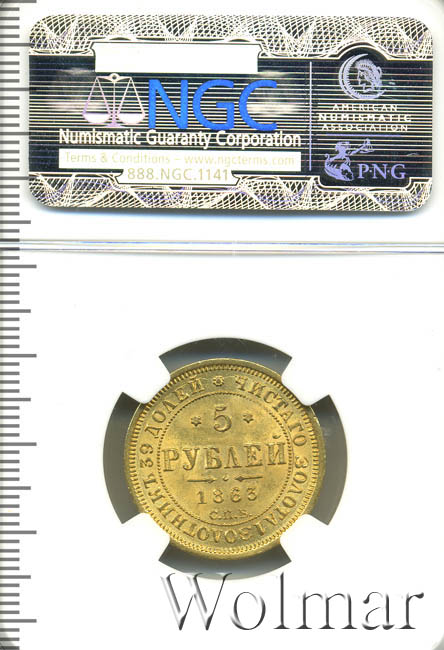 NGC
Numismatic Guaranty Corporation
Terms & Conditions – www.ngcterms.com
888.NGC.1141
AMERICAN
NUMISMATIC
ASSOCIATION
PNG
ЧИСТАГО ЗОЛОТА 1 ЗОЛОТНИКЪ 39 ДОЛЕЙ
5
РУБЛЕЙ
1863
С.П.Б.
Wolmar